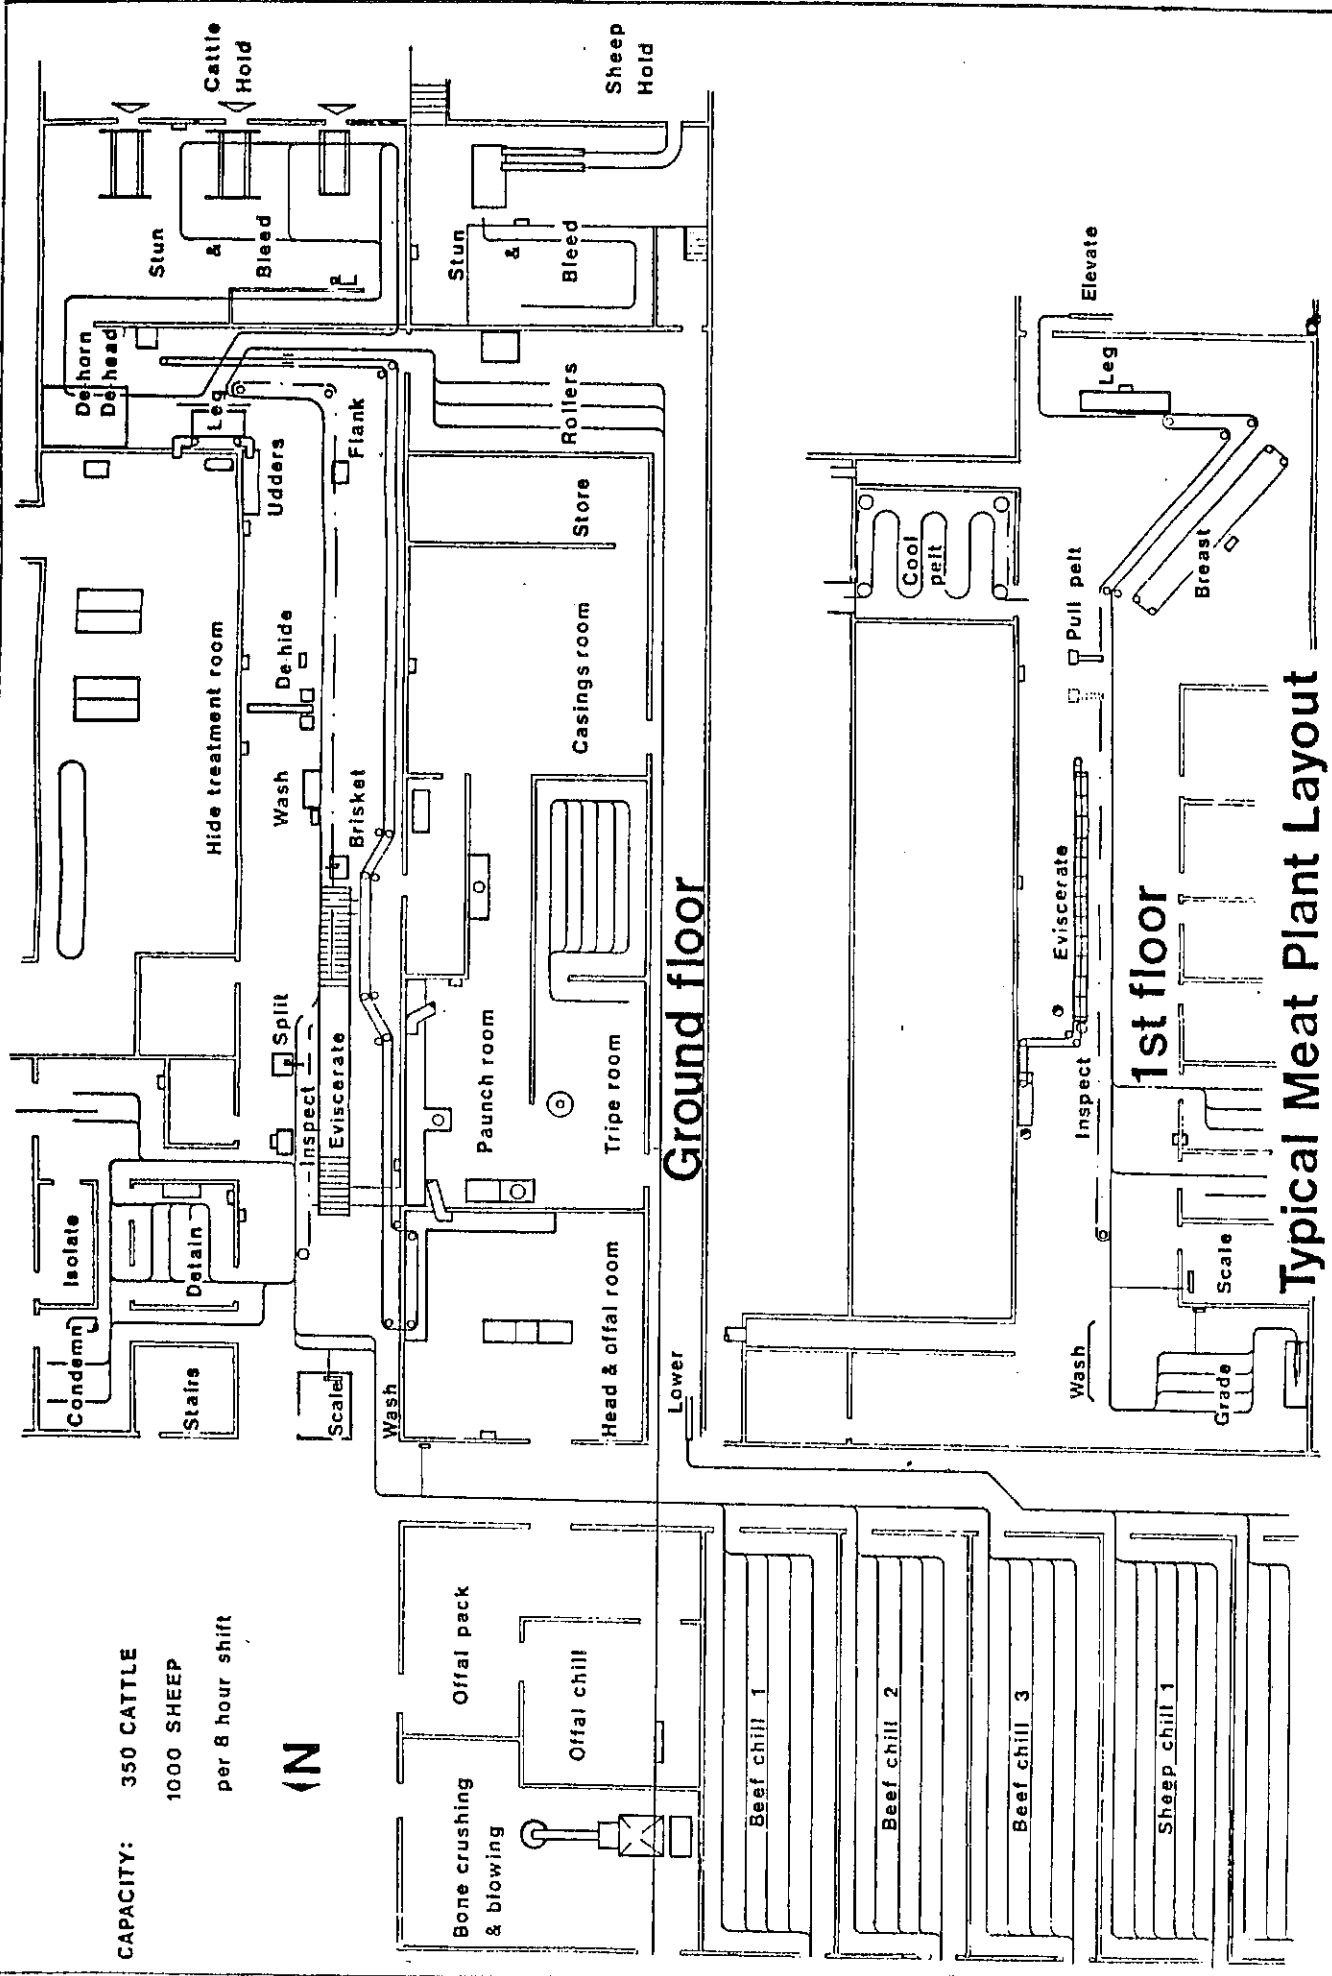 CAPACITY: 350 CATTLE
1000 SHEEP
per 8 hour shift
N
Condemn
Isolate
Stairs
Detain
Scale
Wash
Inspect
Split
Eviscerate
Hide treatment room
Wash
Brisket
De-hide
Udders
Flank
De-horn
De-head
Leg
Stun
&
Bleed
Cattle
Hold
Stun
&
Bleed
Sheep
Hold
Rollers
Store
Casings room
Paunch room
Tripe room
Head & offal room
Lower
Ground floor
Bone crushing
& blowing
Offal pack
Offal chill
Beef chill 1
Beef chill 2
Beef chill 3
Sheep chill 1
Wash
Grade
Scale
Inspect
Eviscerate
Pull pelt
Cool
pelt
Breast
Leg
Elevate
1st floor
Typical Meat Plant Layout